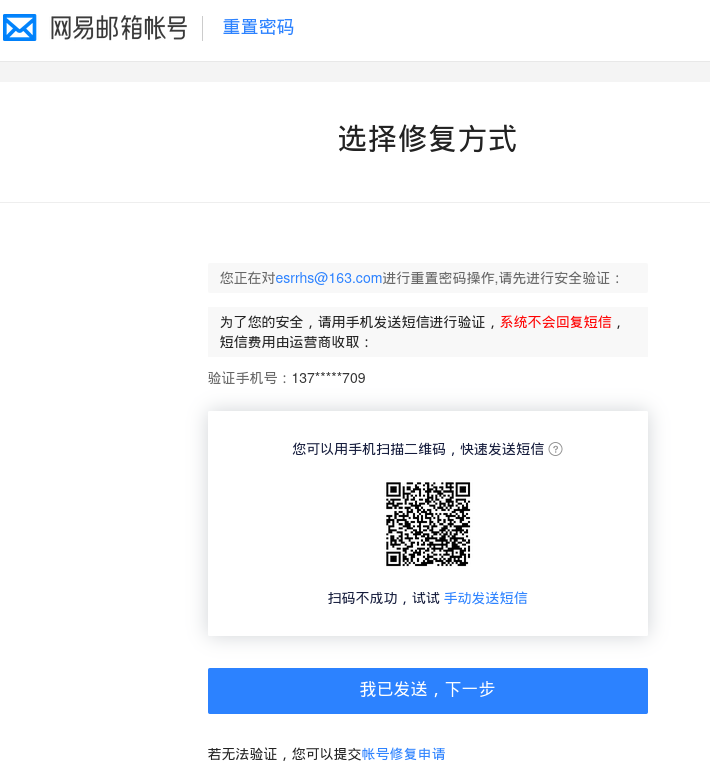 网易邮箱帐号 重置密码
选择修复方式
您正在对esrrhs@163.com进行重置密码操作,请先进行安全验证：
为了您的安全，请用手机发送短信进行验证，系统不会回复短信，
短信费用由运营商收取：
验证手机号：137*****709
您可以用手机扫描二维码，快速发送短信 ?
扫码不成功，试试 手动发送短信
我已发送，下一步
若无法验证，您可以提交帐号修复申请